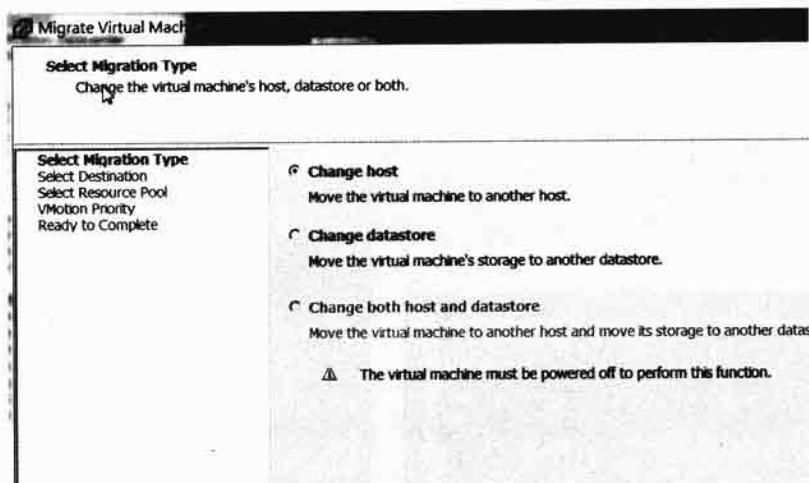 Migrate Virtual Mach
Select Migration Type
Change the virtual machine's host, datastore or both.
Select Migration Type
Select Destination
Select Resource Pool
VMotion Priority
Ready to Complete
Change host
Move the virtual machine to another host.
Change datastore
Move the virtual machine's storage to another datastore.
Change both host and datastore
Move the virtual machine to another host and move its storage to another datas
The virtual machine must be powered off to perform this function.